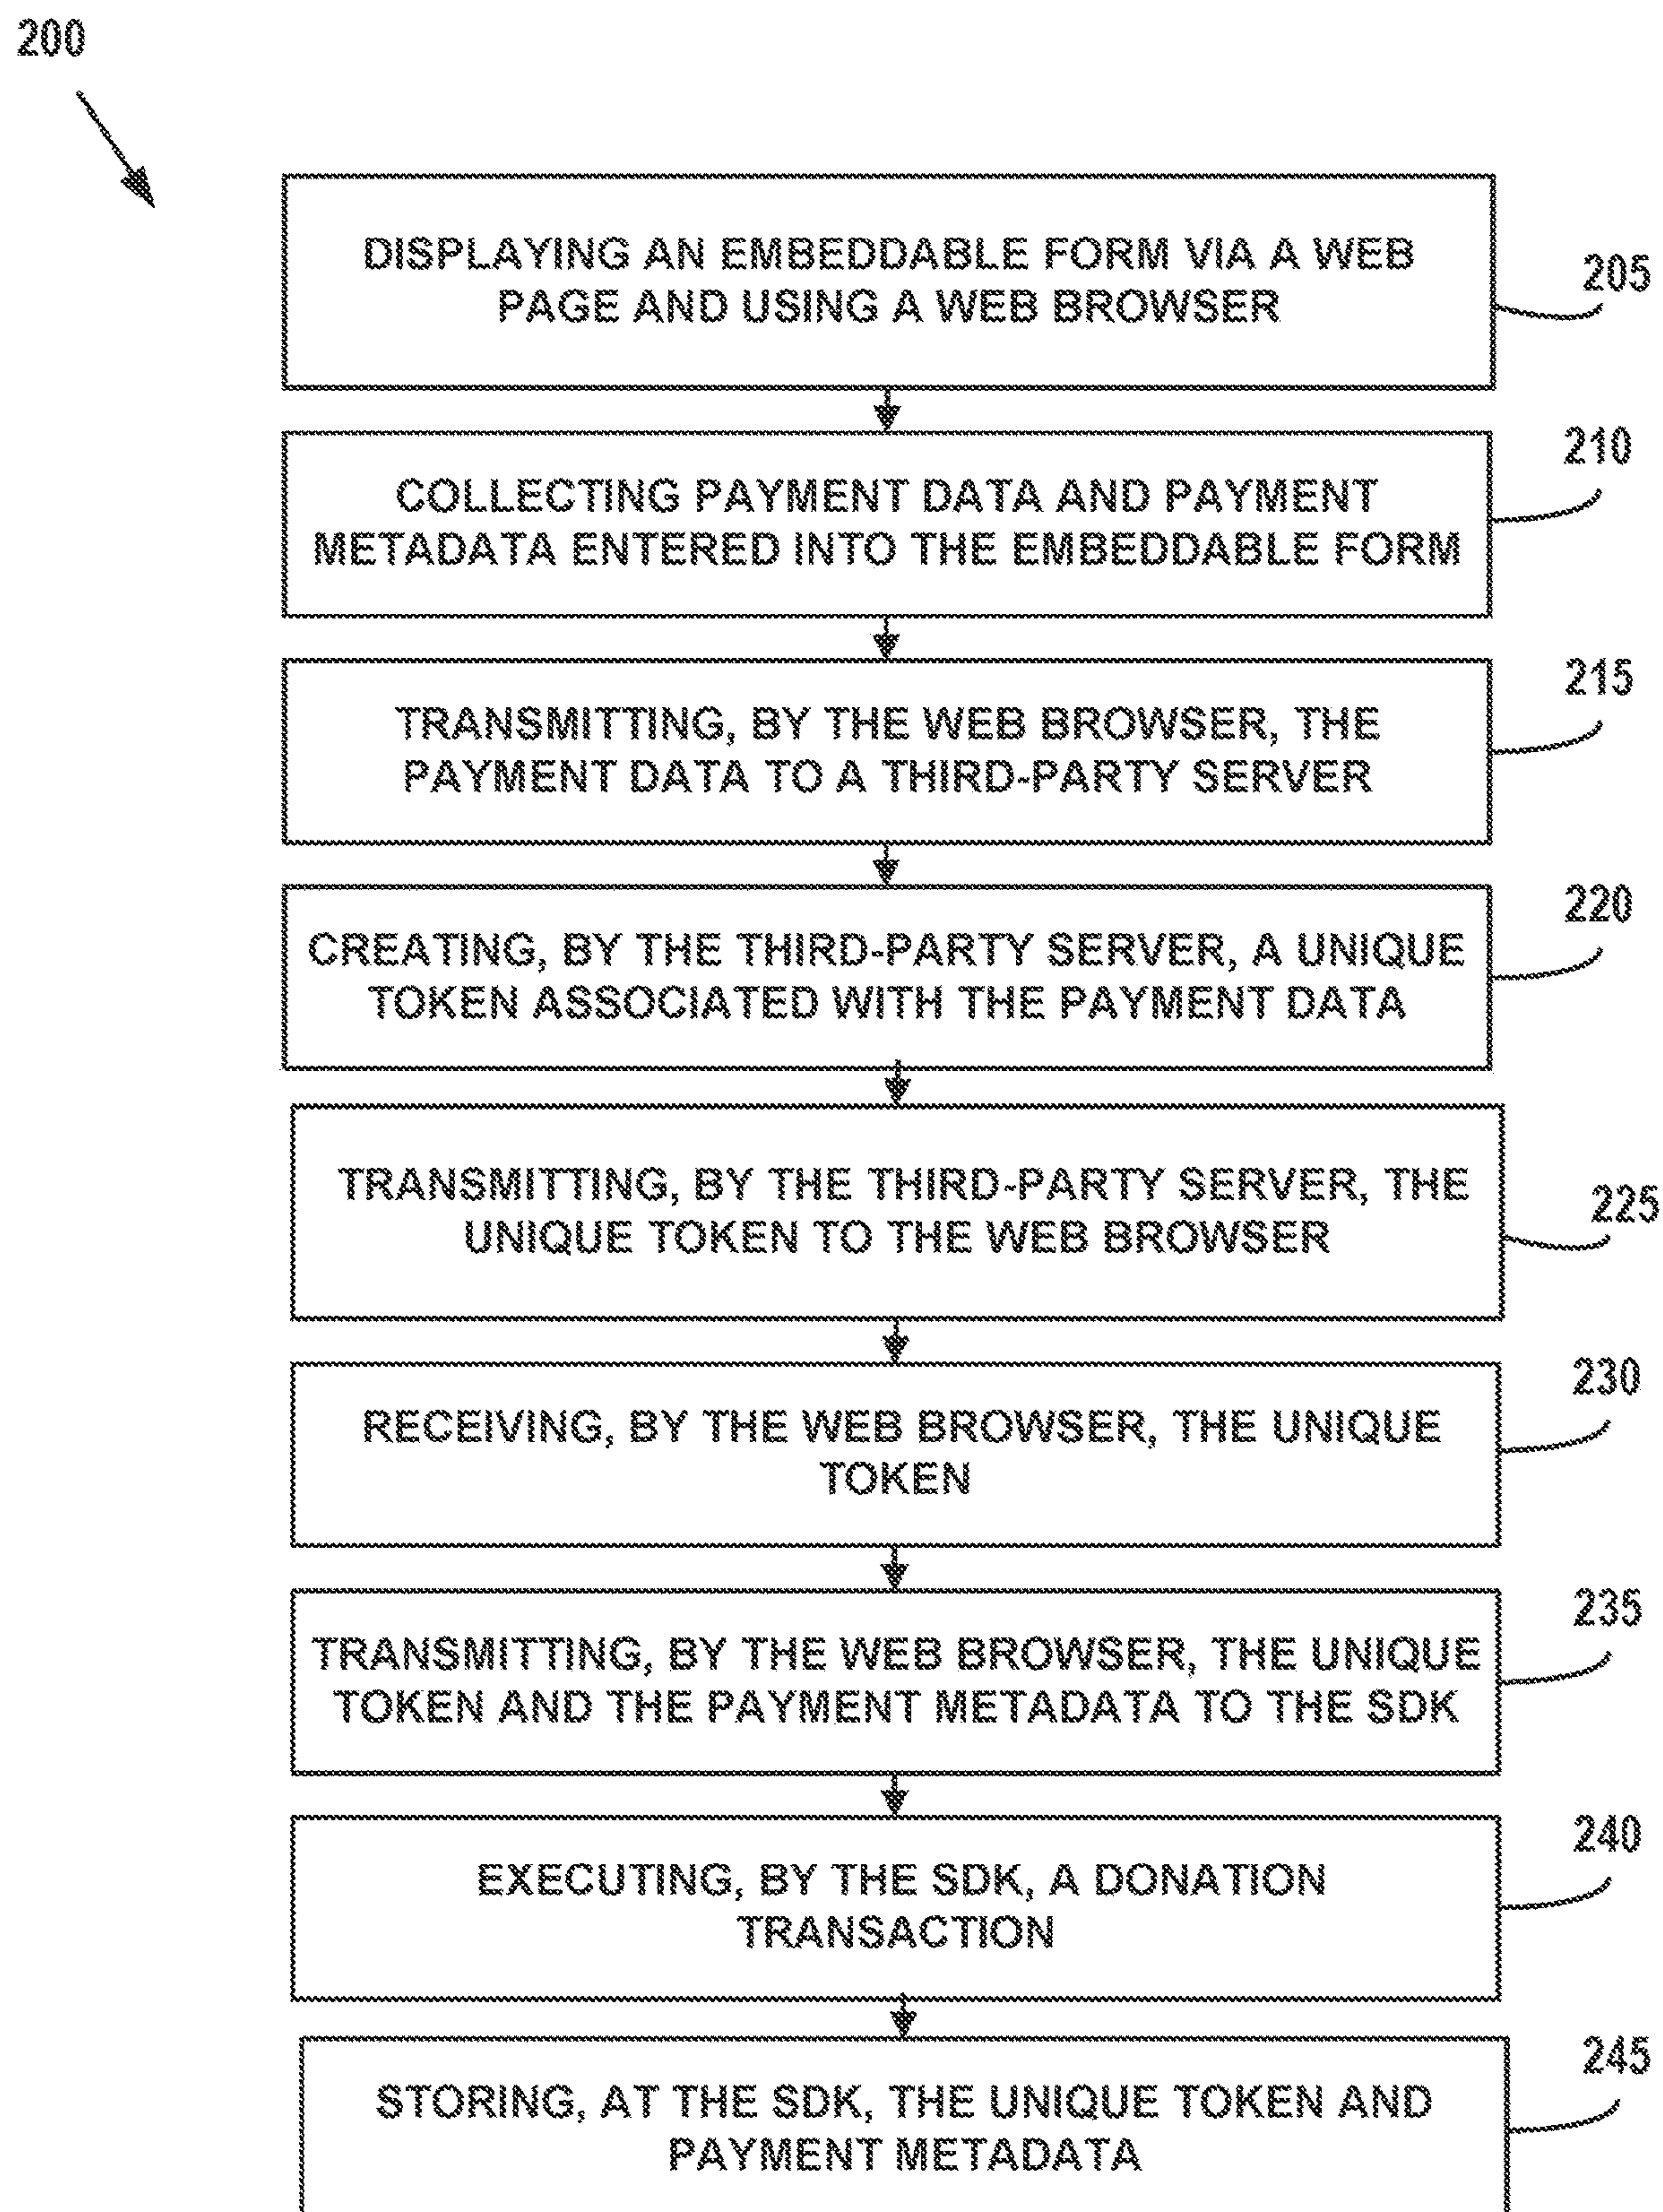 200
DISPLAYING AN EMBEDDABLE FORM VIA A WEB
PAGE AND USING A WEB BROWSER
205
COLLECTING PAYMENT DATA AND PAYMENT
METADATA ENTERED INTO THE EMBEDDABLE FORM
210
TRANSMITTING, BY THE WEB BROWSER, THE
PAYMENT DATA TO A THIRD-PARTY SERVER
215
CREATING, BY THE THIRD-PARTY SERVER, A UNIQUE
TOKEN ASSOCIATED WITH THE PAYMENT DATA
220
TRANSMITTING, BY THE THIRD-PARTY SERVER, THE
UNIQUE TOKEN TO THE WEB BROWSER
225
RECEIVING, BY THE WEB BROWSER, THE UNIQUE
TOKEN
230
TRANSMITTING, BY THE WEB BROWSER, THE UNIQUE
TOKEN AND THE PAYMENT METADATA TO THE SDK
235
EXECUTING, BY THE SDK, A DONATION
TRANSACTION
240
STORING, AT THE SDK, THE UNIQUE TOKEN AND
PAYMENT METADATA
245